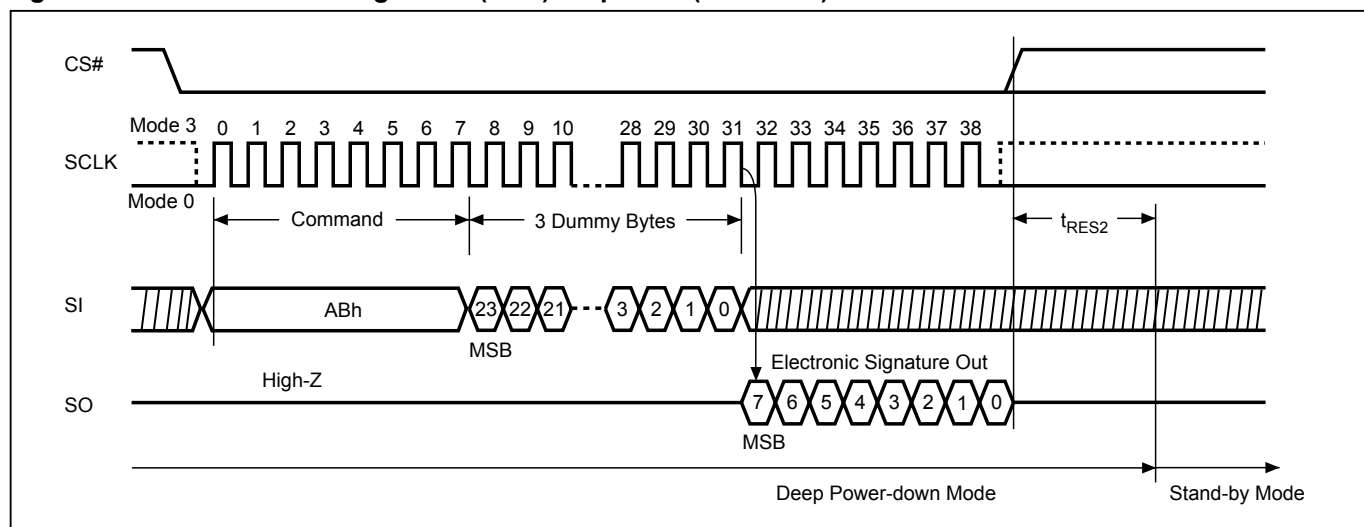 CS#
Mode 3 0 1 2 3 4 5 6 7 8 9 10 28 29 30 31 32 33 34 35 36 37 38
SCLK
Mode 0
Command 3 Dummy Bytes tRES2
SI ABh 23 22 21 3 2 1 0
MSB
High-Z Electronic Signature Out
SO 7 6 5 4 3 2 1 0
MSB
Deep Power-down Mode Stand-by Mode